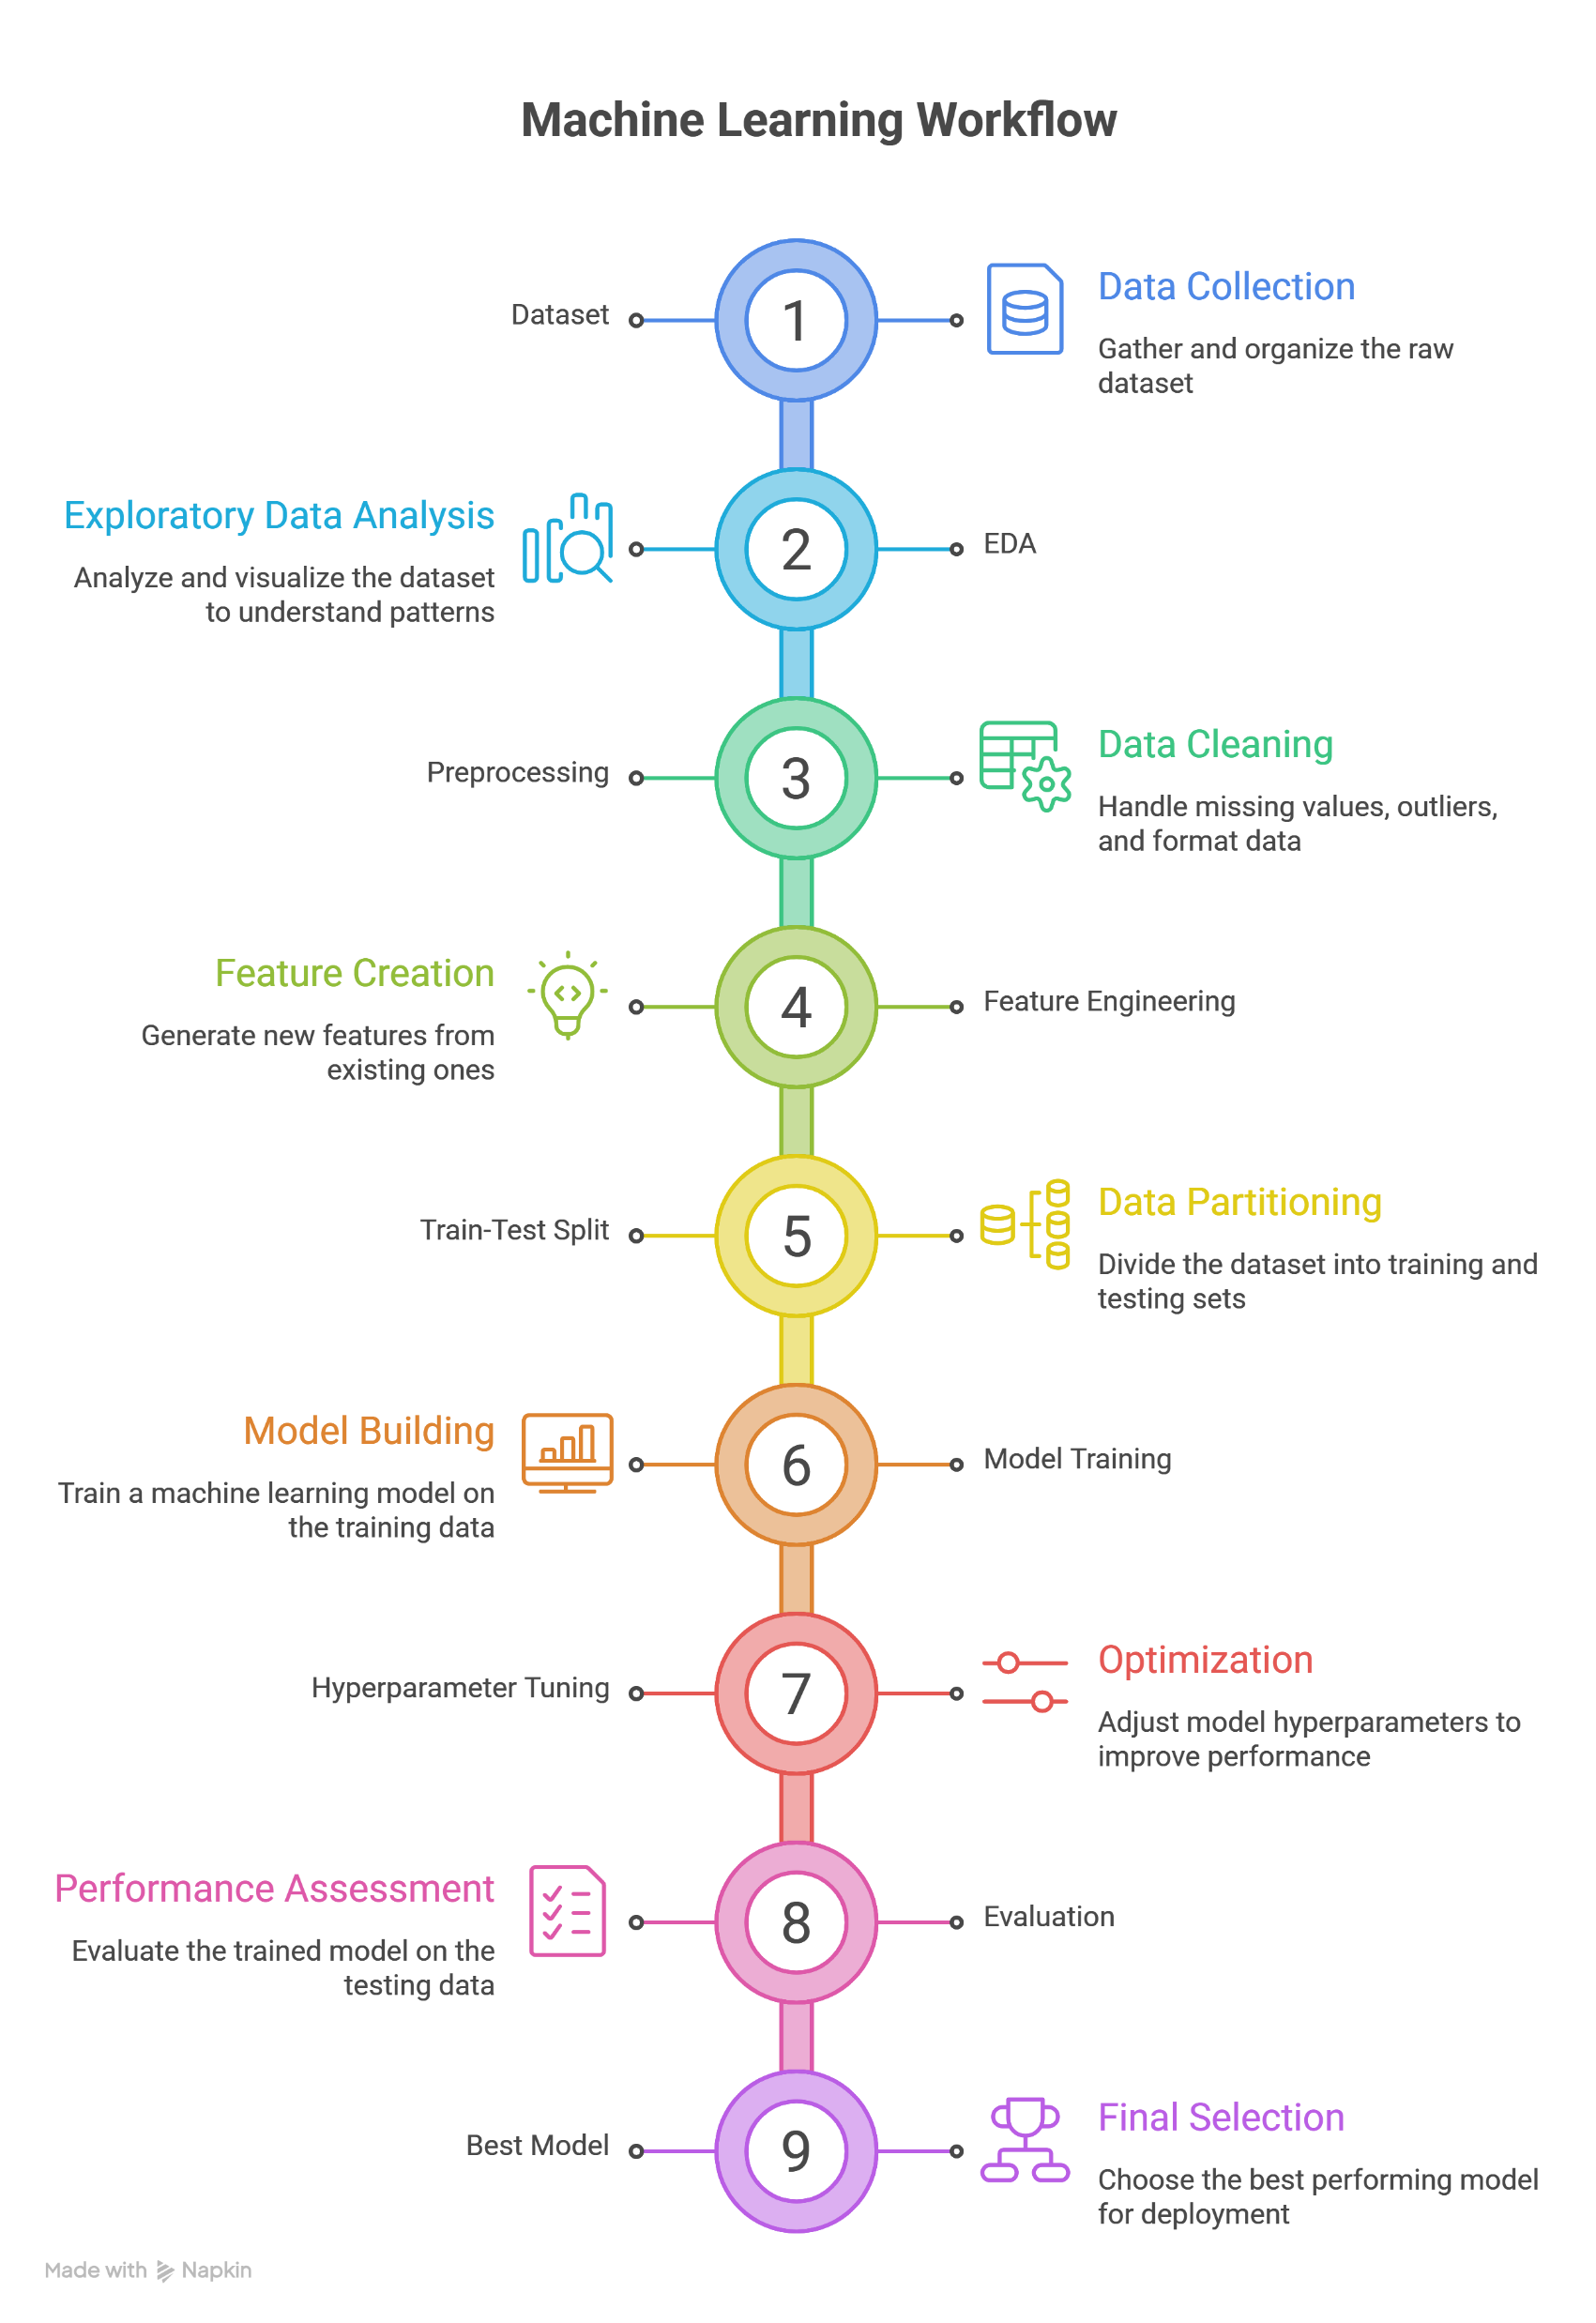 Machine Learning Workflow
Dataset
1
Data Collection
Gather and organize the raw
dataset
Exploratory Data Analysis
Analyze and visualize the dataset
to understand patterns
2
EDA
Preprocessing
3
Data Cleaning
Handle missing values, outliers,
and format data
Feature Creation
Generate new features from
existing ones
4
Feature Engineering
Train-Test Split
5
Data Partitioning
Divide the dataset into training and
testing sets
Model Building
Train a machine learning model on
the training data
6
Model Training
Hyperparameter Tuning
7
Optimization
Adjust model hyperparameters to
improve performance
Performance Assessment
Evaluate the trained model on the
testing data
8
Evaluation
Best Model
9
Final Selection
Choose the best performing model
for deployment
Made with Napkin